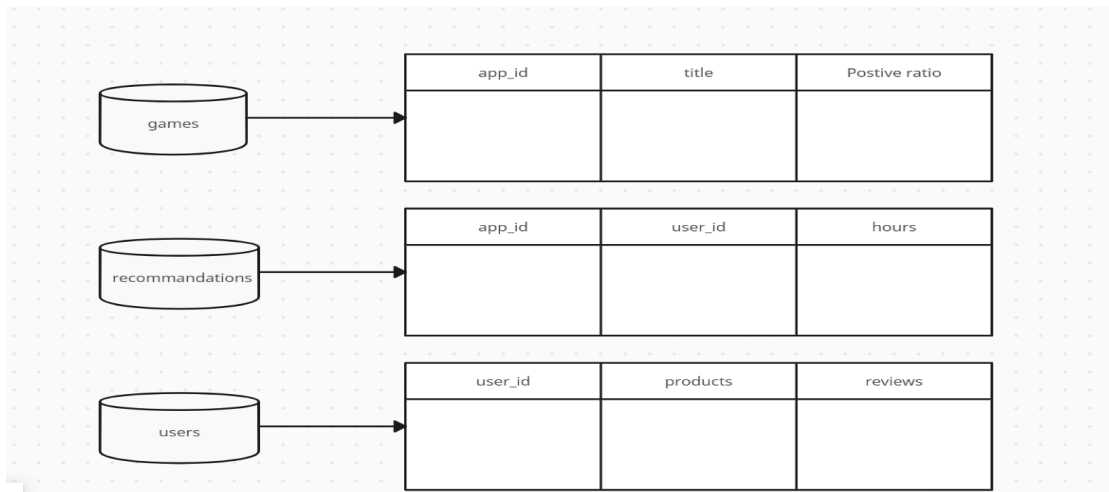 games
app_id title Postive ratio
recommandations
app_id user_id hours
users
user_id products reviews